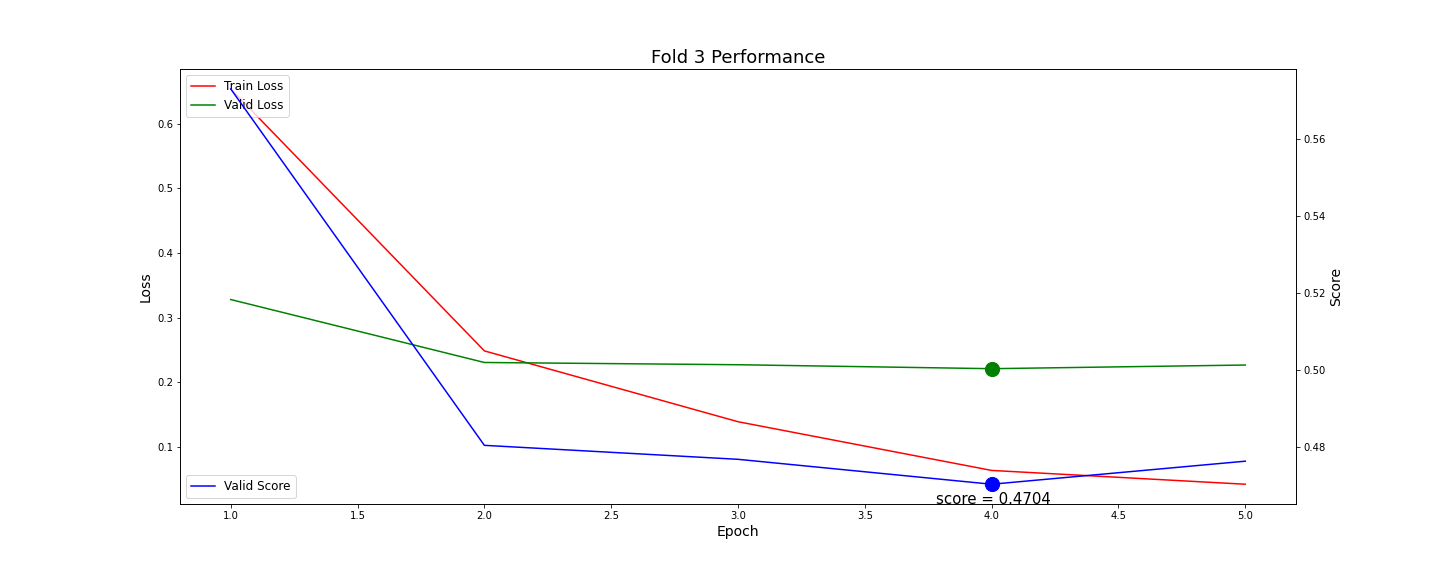 Fold 3 Performance
Train Loss
Valid Loss
0.6
0.5
0.4
0.3
0.2
0.1
Loss
0.56
0.54
0.52
0.50
0.48
Score
Valid Score
score = 0.4704
1.0 1.5 2.0 2.5 3.0 3.5 4.0 4.5 5.0
Epoch